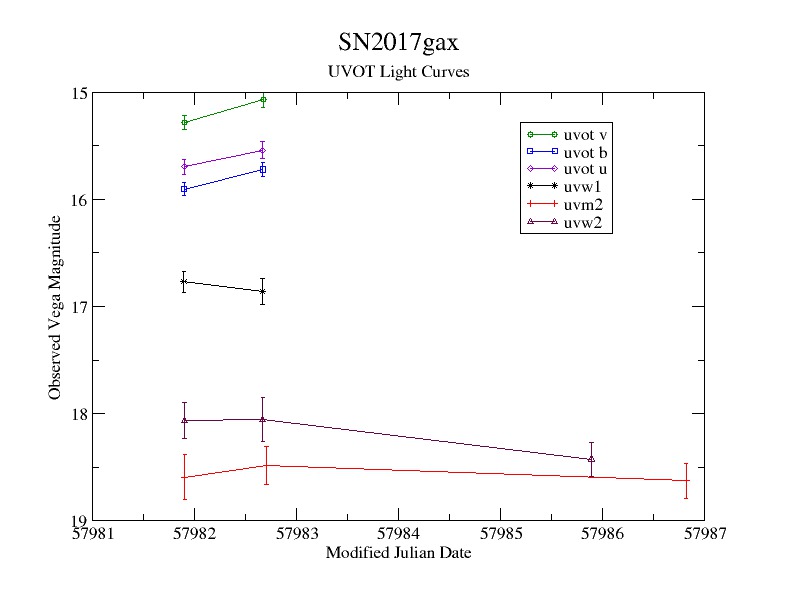 SN2017gax
UVOT Light Curves
15
16
17
18
19
Observed Vega Magnitude
uvot v
uvot b
uvot u
uvw1
uvm2
uvw2
57981 57982 57983 57984 57985 57986 57987
Modified Julian Date